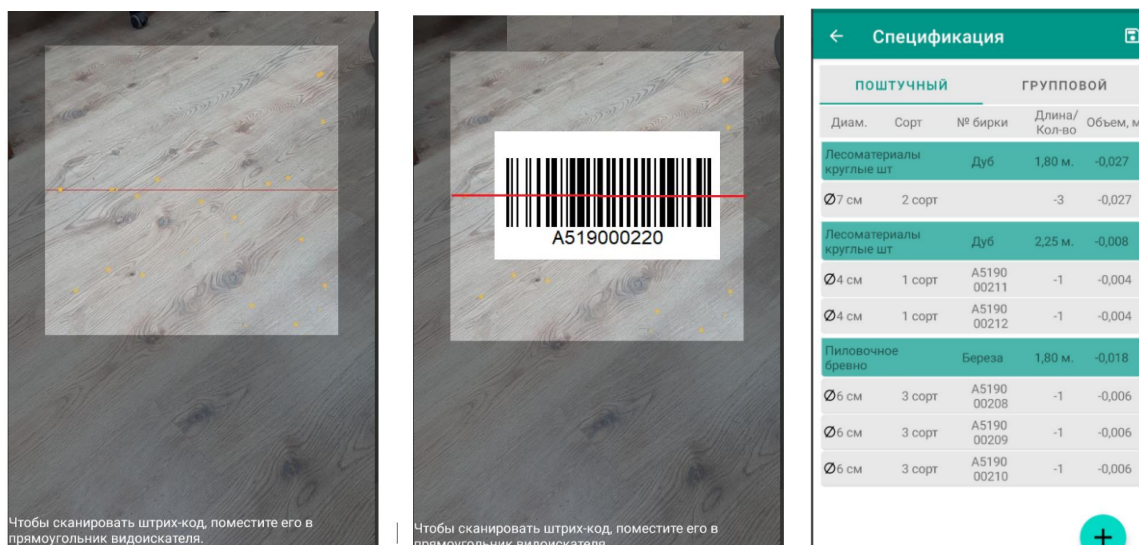 Чтобы сканировать штрих-код, поместите его в
прямоугольник видоискателя.
A519000220
Чтобы сканировать штрих-код, поместите его в
прямоугольник видоискателя
Спецификация
ПОШТУЧНЫЙ ГРУППОВОЙ
Диам. Сорт № бирки Длина/ Кол-во Объем, м
Лесоматериалы
круглые шт Дуб 1,80 м. -0,027
Ø7 см 2 сорт -3 -0,027
Лесоматериалы
круглые шт Дуб 2,25 м. -0,008
Ø4 см 1 сорт A5190 00211 -1 -0,004
Ø4 см 1 сорт A5190 00212 -1 -0,004
Пиловочное
бревно Береза 1,80 м. -0,018
Ø6 см 3 сорт A5190 00208 -1 -0,006
Ø6 см 3 сорт A5190 00209 -1 -0,006
Ø6 см 3 сорт A5190 00210 -1 -0,006